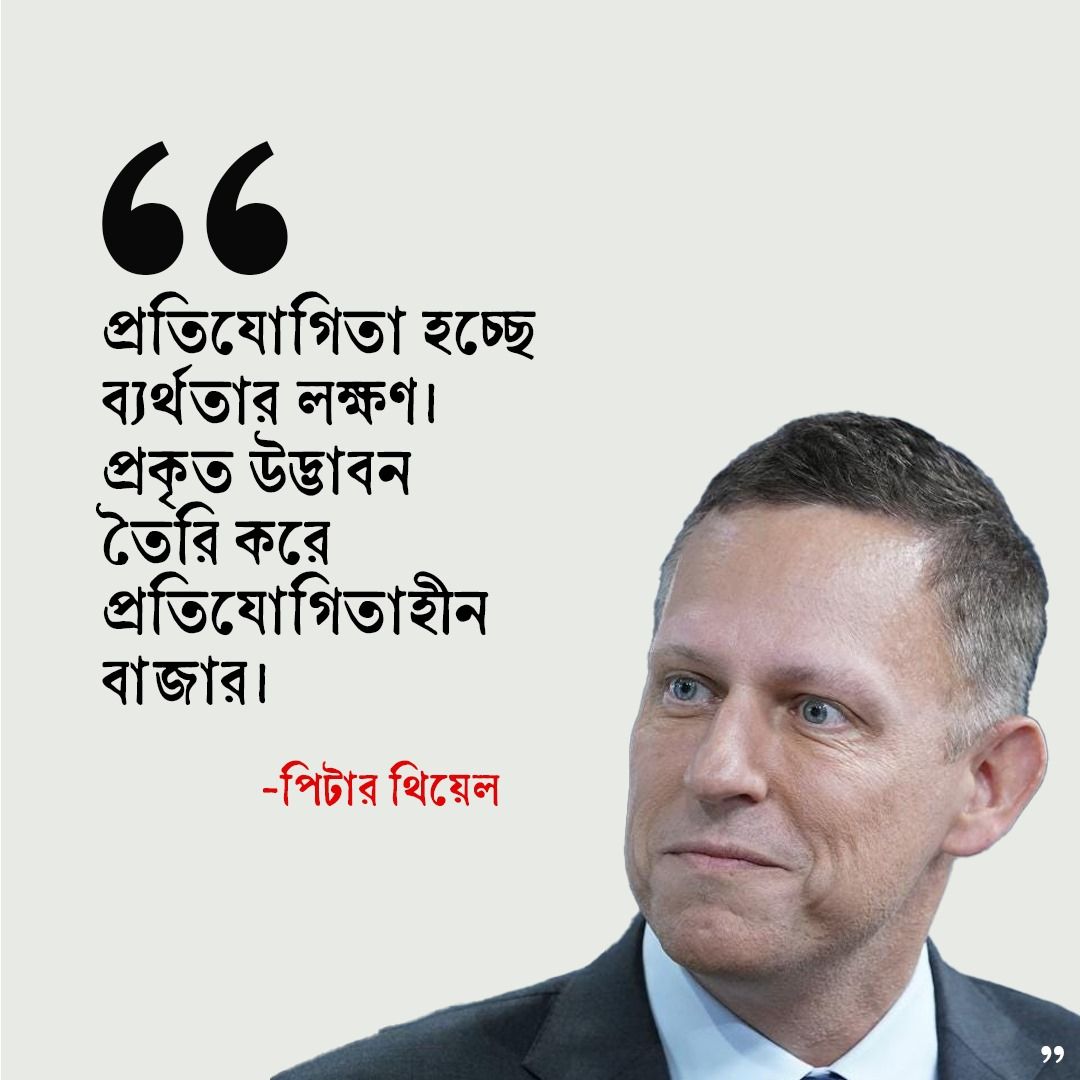 “
প্রতিযোগিতা হচ্ছে
ব্যর্থতার লক্ষণ।
প্রকৃত উদ্ভাবন
তৈরি করে
প্রতিযোগিতাহীন
বাজার।
-পিটার থিয়েল
”